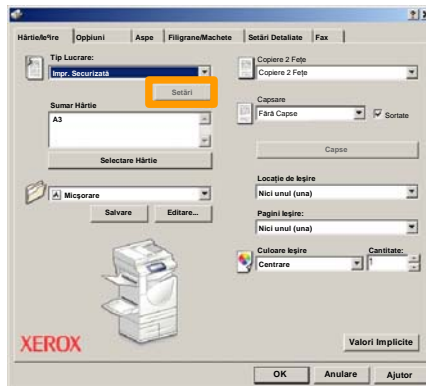 Hârtie/Ieșire Opțiuni Aspe Filigrane/Machete Setări Detaliate Fax
Tip Lucrare:
Impr. Securizată
Setări
Sumar Hârtie
A3
Selectare Hârtie
Micșorare
Salvare Editare...
Copiere 2 Fețe
Copiere 2 Fețe
Capsare
Fără Capse
Sortate
Capse
Locație de Ieșire
Nici unul (una)
Pagini Ieșire:
Nici unul (una)
Culoare Ieșire Cantitate:
Centrare 1
XEROX
Valori Implicite
OK Anulare Ajutor